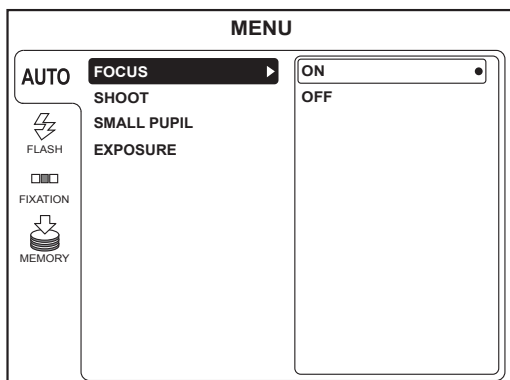 MENU
AUTO
FLASH
FIXATION
MEMORY
FOCUS
SHOOT
SMALL PUPIL
EXPOSURE
ON
OFF